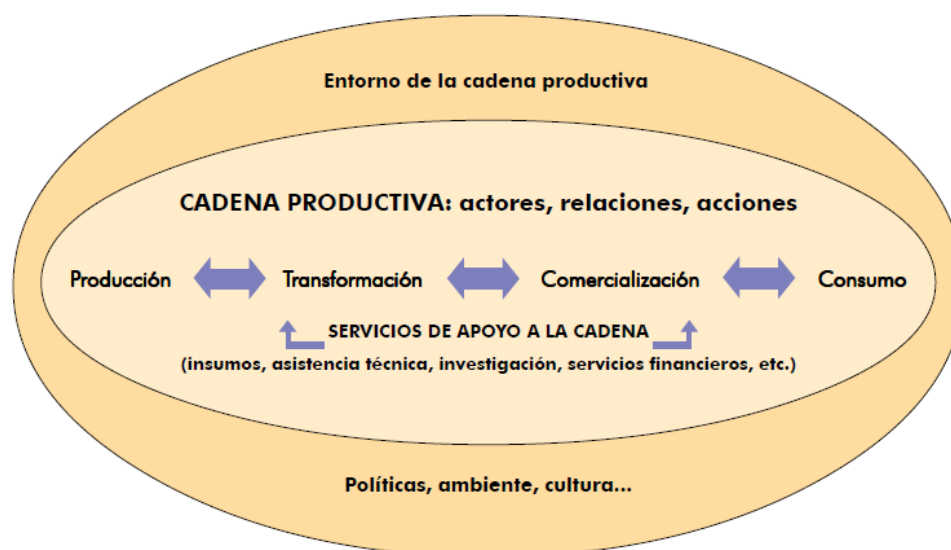 Entorno de la cadena productiva
CADENA PRODUCTIVA: actores, relaciones, acciones
Producción Transformación Comercialización Consumo
SERVICIOS DE APOYO A LA CADENA
(insumos, asistencia técnica, investigación, servicios financieros, etc.)
Políticas, ambiente, cultura...